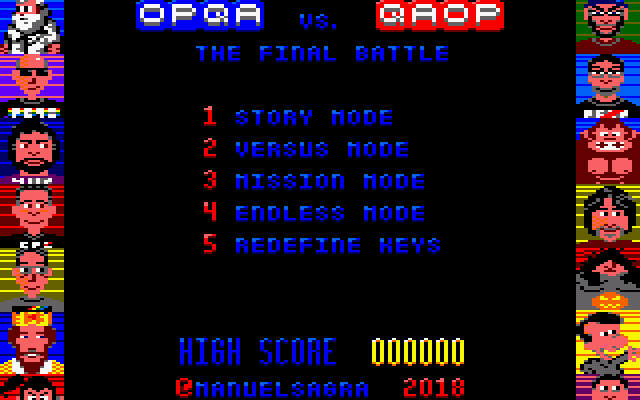 OPQA vs. QAOP
THE FINAL BATTLE
1 STORY MODE
2 VERSUS MODE
3 MISSION MODE
4 ENDLESS MODE
5 REDEFINE KEYS
HIGH SCORE 000000
@MANUELSAGRA 2018